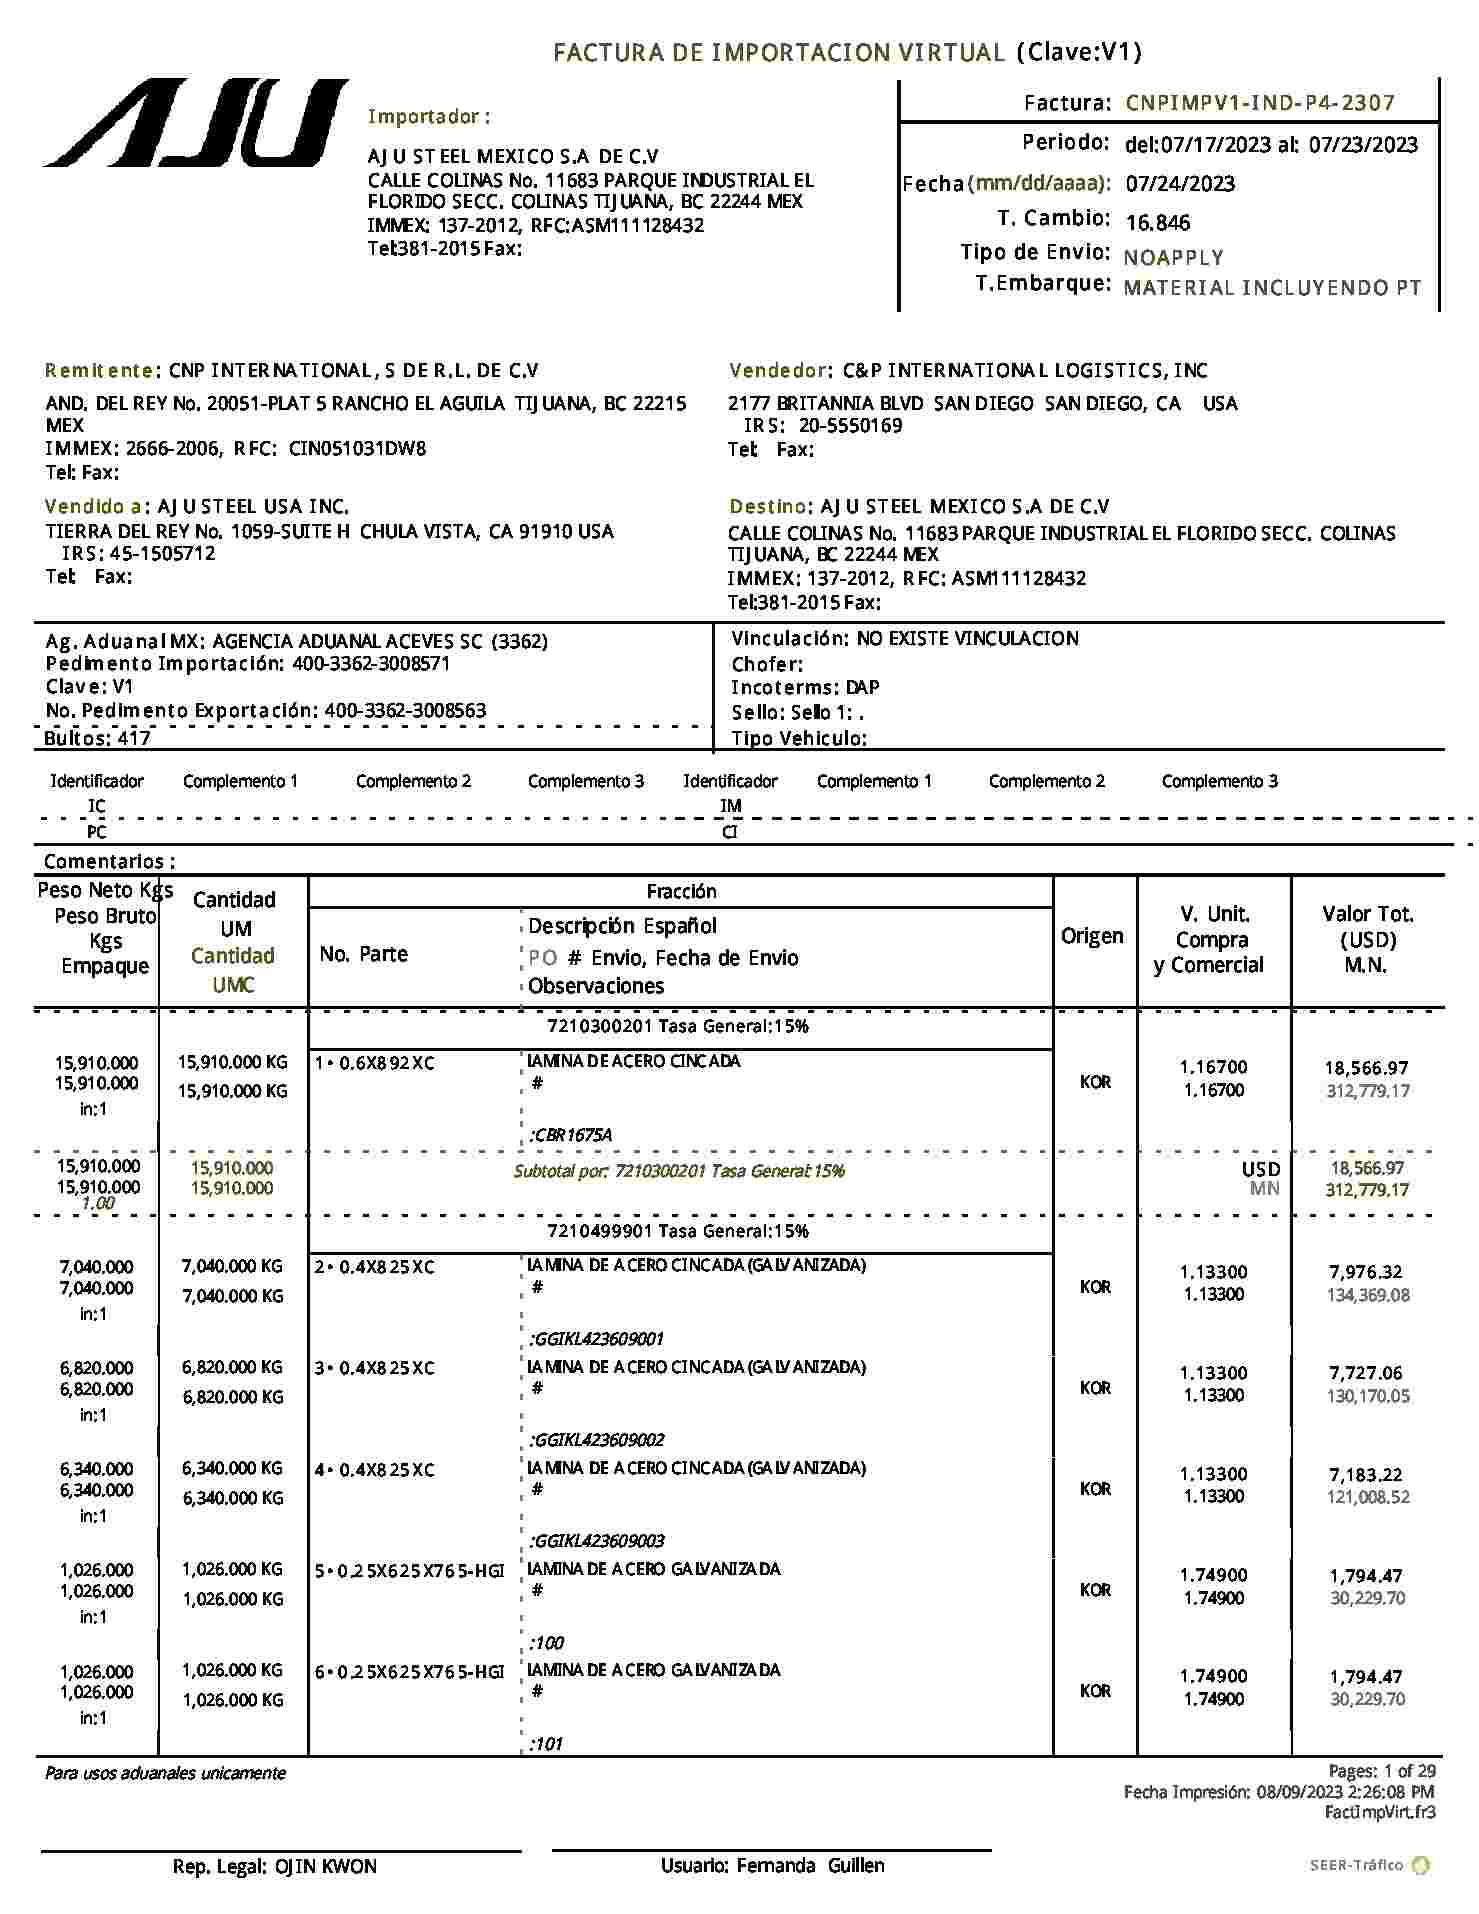 FACTURA DE IMPORTACION VIRTUAL (Clave:V1)
AJU
Importador :
AJU STEEL MEXICO S.A DE C.V
CALLE COLINAS No. 11683 PARQUE INDUSTRIAL EL
FLORIDO SECC. COLINAS TIJUANA, BC 22244 MEX
IMMEX: 137-2012, RFC:ASM111128432
Tel:381-2015 Fax:
Factura: CNPIMPV1-IND-P4-2307
Periodo: del:07/17/2023 al: 07/23/2023
Fecha(mm/dd/aaaa): 07/24/2023
T. Cambio: 16.846
Tipo de Envio: NOAPPLY
T.Embarque: MATERIAL INCLUYENDO PT
Remitente: CNP INTERNATIONAL, S DE R.L. DE C.V
AND. DEL REY No. 20051-PLAT 5 RANCHO EL AGUILA TIJUANA, BC 22215
MEX
IMMEX: 2666-2006, RFC: CIN051031DW8
Tel: Fax:
Vendedor: C&P INTERNATIONAL LOGISTICS, INC
2177 BRITANNIA BLVD SAN DIEGO SAN DIEGO, CA USA
IRS: 20-5550169
Tel: Fax:
Vendido a: AJU STEEL USA INC.
TIERRA DEL REY No. 1059-SUITE H CHULA VISTA, CA 91910 USA
IRS: 45-1505712
Tel: Fax:
Destino: AJU STEEL MEXICO S.A DE C.V
CALLE COLINAS No. 11683 PARQUE INDUSTRIAL EL FLORIDO SECC. COLINAS
TIJUANA, BC 22244 MEX
IMMEX: 137-2012, RFC: ASM111128432
Tel:381-2015 Fax:
Ag. Aduanal MX: AGENCIA ADUANAL ACEVES SC (3362)
Pedimento Importación: 400-3362-3008571
Clave: V1
No. Pedimento Exportación: 400-3362-3008563
Bultos: 417
Vinculación: NO EXISTE VINCULACION
Chofer:
Incoterms: DAP
Sello: Sello 1: .
Tipo Vehiculo:
Identificador Complemento 1 Complemento 2 Complemento 3 Identificador Complemento 1 Complemento 2 Complemento 3
IC IM
PC CI
Comentarios :
Peso Neto Kgs
Peso Bruto
Kgs
Empaque
Cantidad
UM
Cantidad
UMC
No. Parte
Fracción
Descripción Español
PO # Envio, Fecha de Envio
Observaciones
Origen
V. Unit.
Compra
y Comercial
Valor Tot.
(USD)
M.N.
7210300201 Tasa General:15%
15,910.000 15,910.000 KG 1• 0.6X892XC LAMINA DE ACERO CINCADA 1.16700 18,566.97
15,910.000 15,910.000 KG # KOR 1.16700 312,779.17
in:1
:CBR1675A
15,910.000 15,910.000 Subtotal por: 7210300201 Tasa General:15% USD 18,566.97
15,910.000 15,910.000 MN 312,779.17
1.00
7210499901 Tasa General:15%
7,040.000 7,040.000 KG 2• 0.4X825XC LAMINA DE ACERO CINCADA (GALVANIZADA) 1.13300 7,976.32
7,040.000 7,040.000 KG # KOR 1.13300 134,369.08
in:1
:GGIKL423609001
6,820.000 6,820.000 KG 3• 0.4X825XC LAMINA DE ACERO CINCADA (GALVANIZADA) 1.13300 7,727.06
6,820.000 6,820.000 KG # KOR 1.13300 130,170.05
in:1
:GGIKL423609002
6,340.000 6,340.000 KG 4• 0.4X825XC LAMINA DE ACERO CINCADA (GALVANIZADA) 1.13300 7,183.22
6,340.000 6,340.000 KG # KOR 1.13300 121,008.52
in:1
:GGIKL423609003
1,026.000 1,026.000 KG 5• 0.25X625X765-HGI LAMINA DE ACERO GALVANIZADA 1.74900 1,794.47
1,026.000 1,026.000 KG # KOR 1.74900 30,229.70
in:1
:100
1,026.000 1,026.000 KG 6• 0.25X625X765-HGI LAMINA DE ACERO GALVANIZADA 1.74900 1,794.47
1,026.000 1,026.000 KG # KOR 1.74900 30,229.70
in:1
:101
Para usos aduanales unicamente
Pages: 1 of 29
Fecha Impresión: 08/09/2023 2:26:08 PM
FactImpVirt.fr3
Rep. Legal: OJIN KWON
Usuario: Fernanda Guillen
SEER-Tráfico